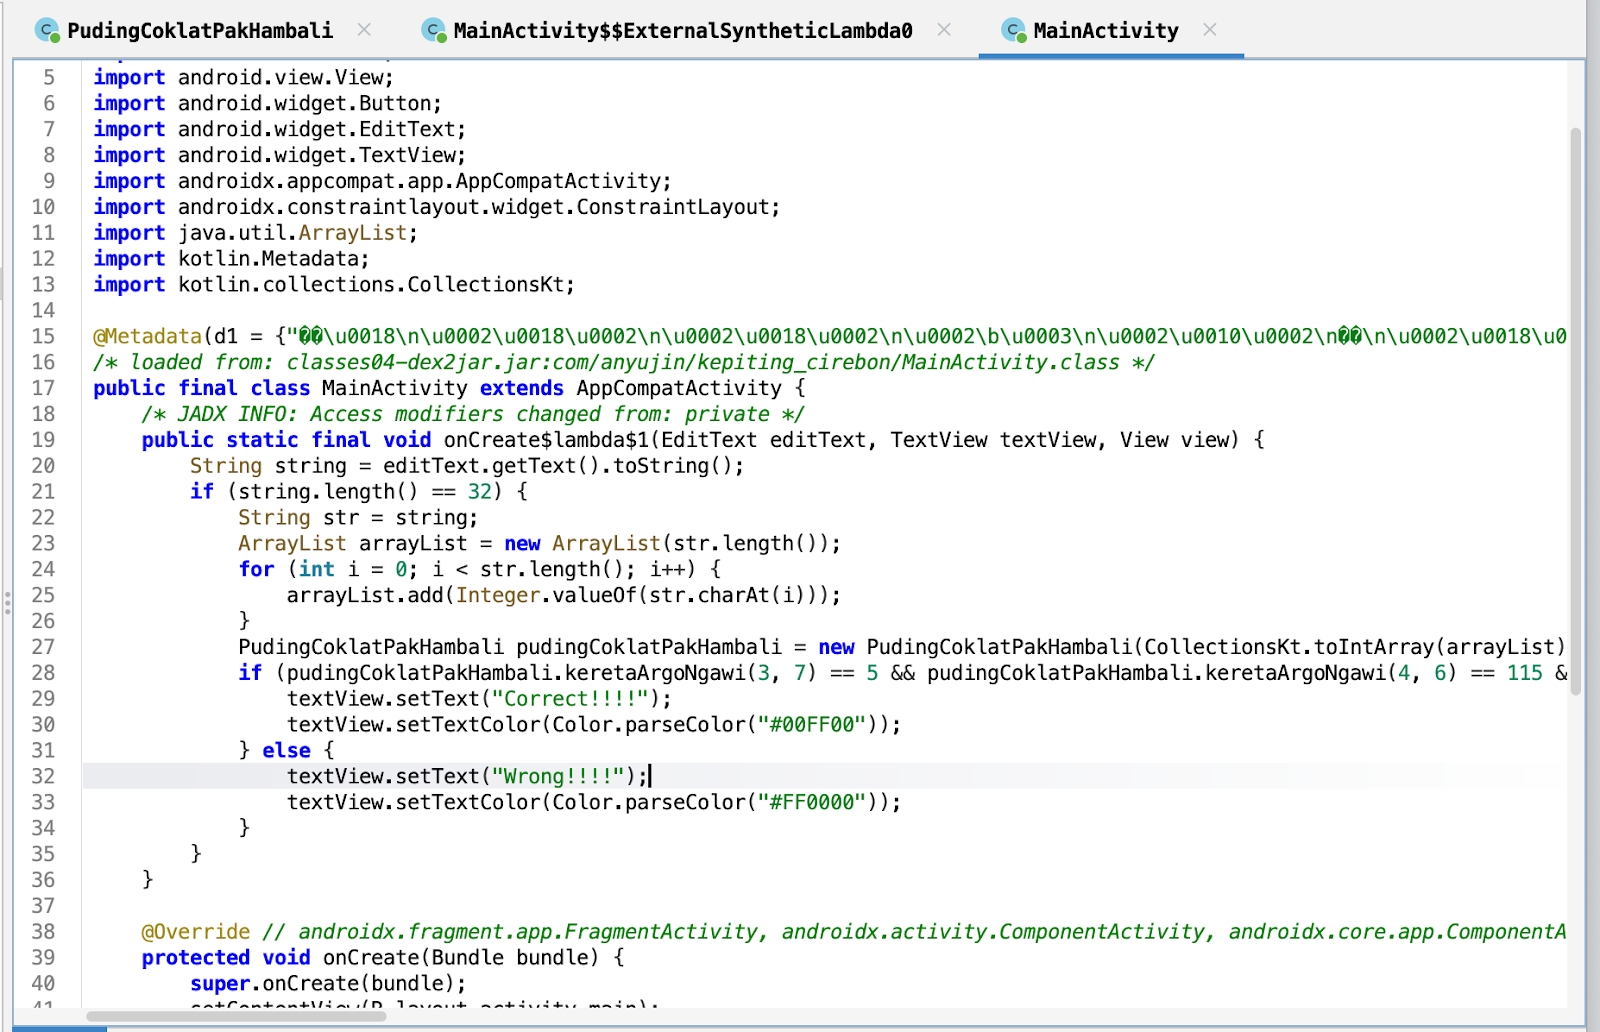 PudingCoklatPakHambali MainActivity$$ExternalSyntheticLambda0 MainActivity
5 import android.view.View;
6 import android.widget.Button;
7 import android.widget.EditText;
8 import android.widget.TextView;
9 import androidx.appcompat.app.AppCompatActivity;
10 import androidx.constraintlayout.widget.ConstraintLayout;
11 import java.util.ArrayList;
12 import kotlin.Metadata;
13 import kotlin.collections.CollectionsKt;
14
15 @Metadata(d1 = {"��\u0018\n\u0002\u0018\u0002\n\u0002\u0018\u0002\n\u0002\b\u0003\n\u0002\u0010\u0002\n��\n\u0002\u0018\u0
16 /* loaded from: classes04-dex2jar.jar:com/anyujin/kepiting_cirebon/MainActivity.class */
17 public final class MainActivity extends AppCompatActivity {
18 /* JADX INFO: Access modifiers changed from: private */
19 public static final void onCreate$lambda$1(EditText editText, TextView textView, View view) {
20 String string = editText.getText().toString();
21 if (string.length() == 32) {
22 String str = string;
23 ArrayList arrayList = new ArrayList(str.length());
24 for (int i = 0; i < str.length(); i++) {
25 arrayList.add(Integer.valueOf(str.charAt(i)));
26 }
27 PudingCoklatPakHambali pudingCoklatPakHambali = new PudingCoklatPakHambali(CollectionsKt.toIntArray(arrayList)
28 if (pudingCoklatPakHambali.keretaArgoNgawi(3, 7) == 5 && pudingCoklatPakHambali.keretaArgoNgawi(4, 6) == 115 &
29 textView.setText("Correct!!!!");
30 textView.setTextColor(Color.parseColor("#00FF00"));
31 } else {
32 textView.setText("Wrong!!!!");
33 textView.setTextColor(Color.parseColor("#FF0000"));
34 }
35 }
36 }
37
38 @Override // androidx.fragment.app.FragmentActivity, androidx.activity.ComponentActivity, androidx.core.app.ComponentA
39 protected void onCreate(Bundle bundle) {
40 super.onCreate(bundle);
41 setContentView(R.layout.activity_main);